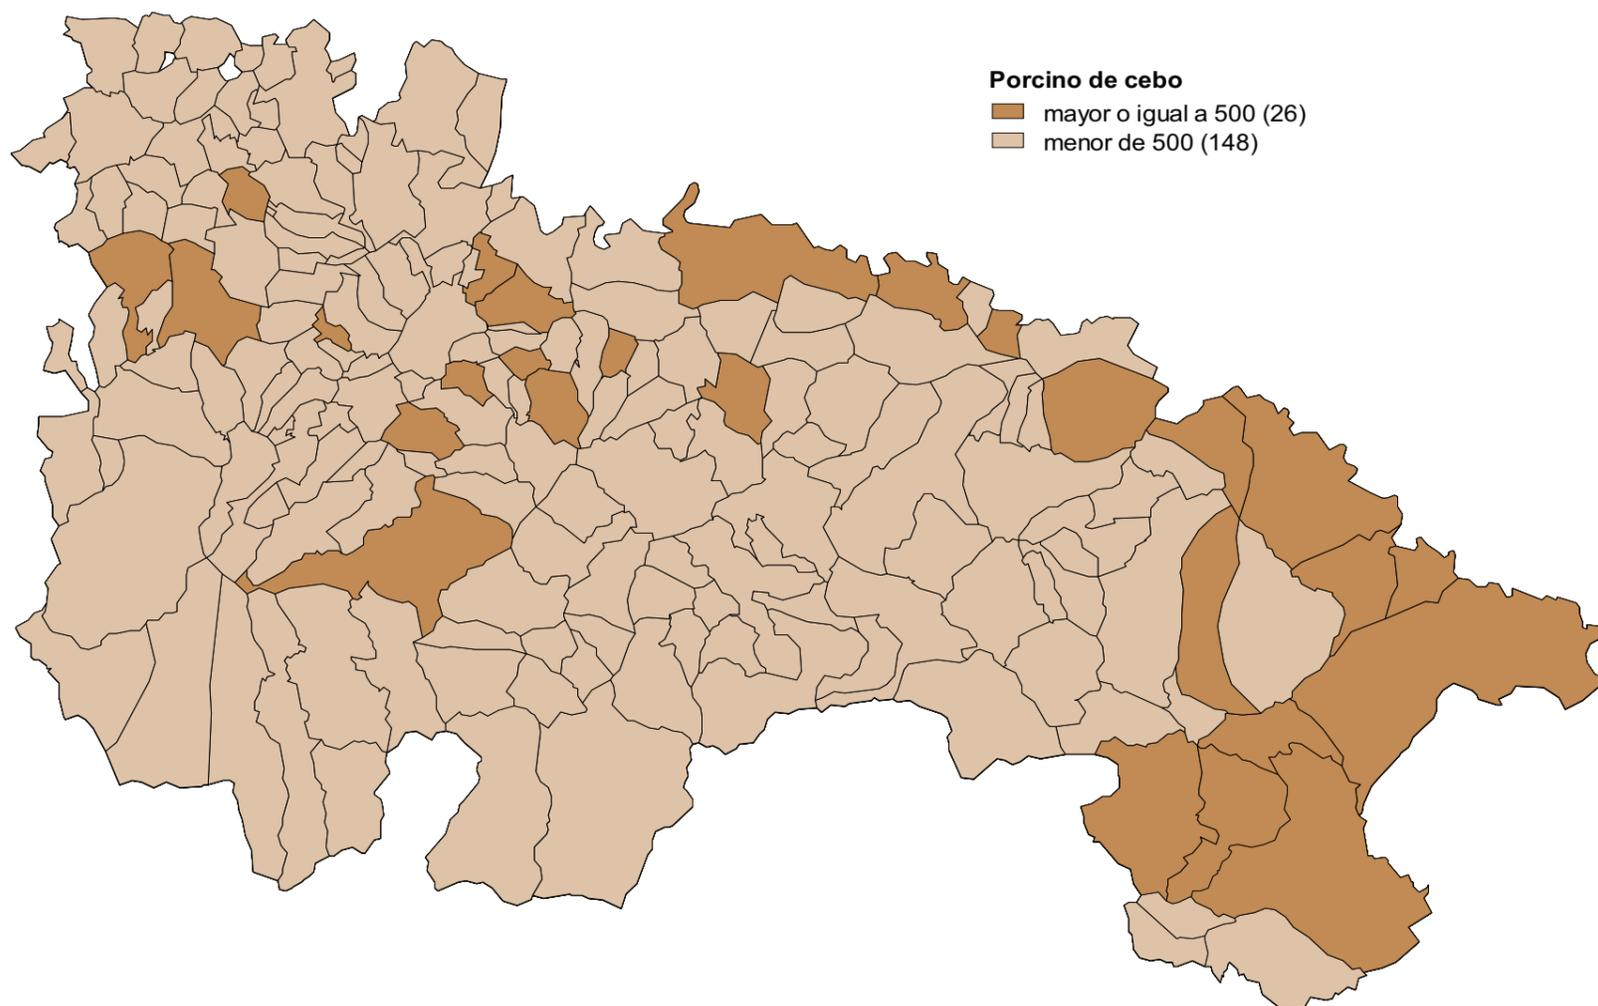 Porcino de cebo
mayor o igual a 500 (26)
menor de 500 (148)